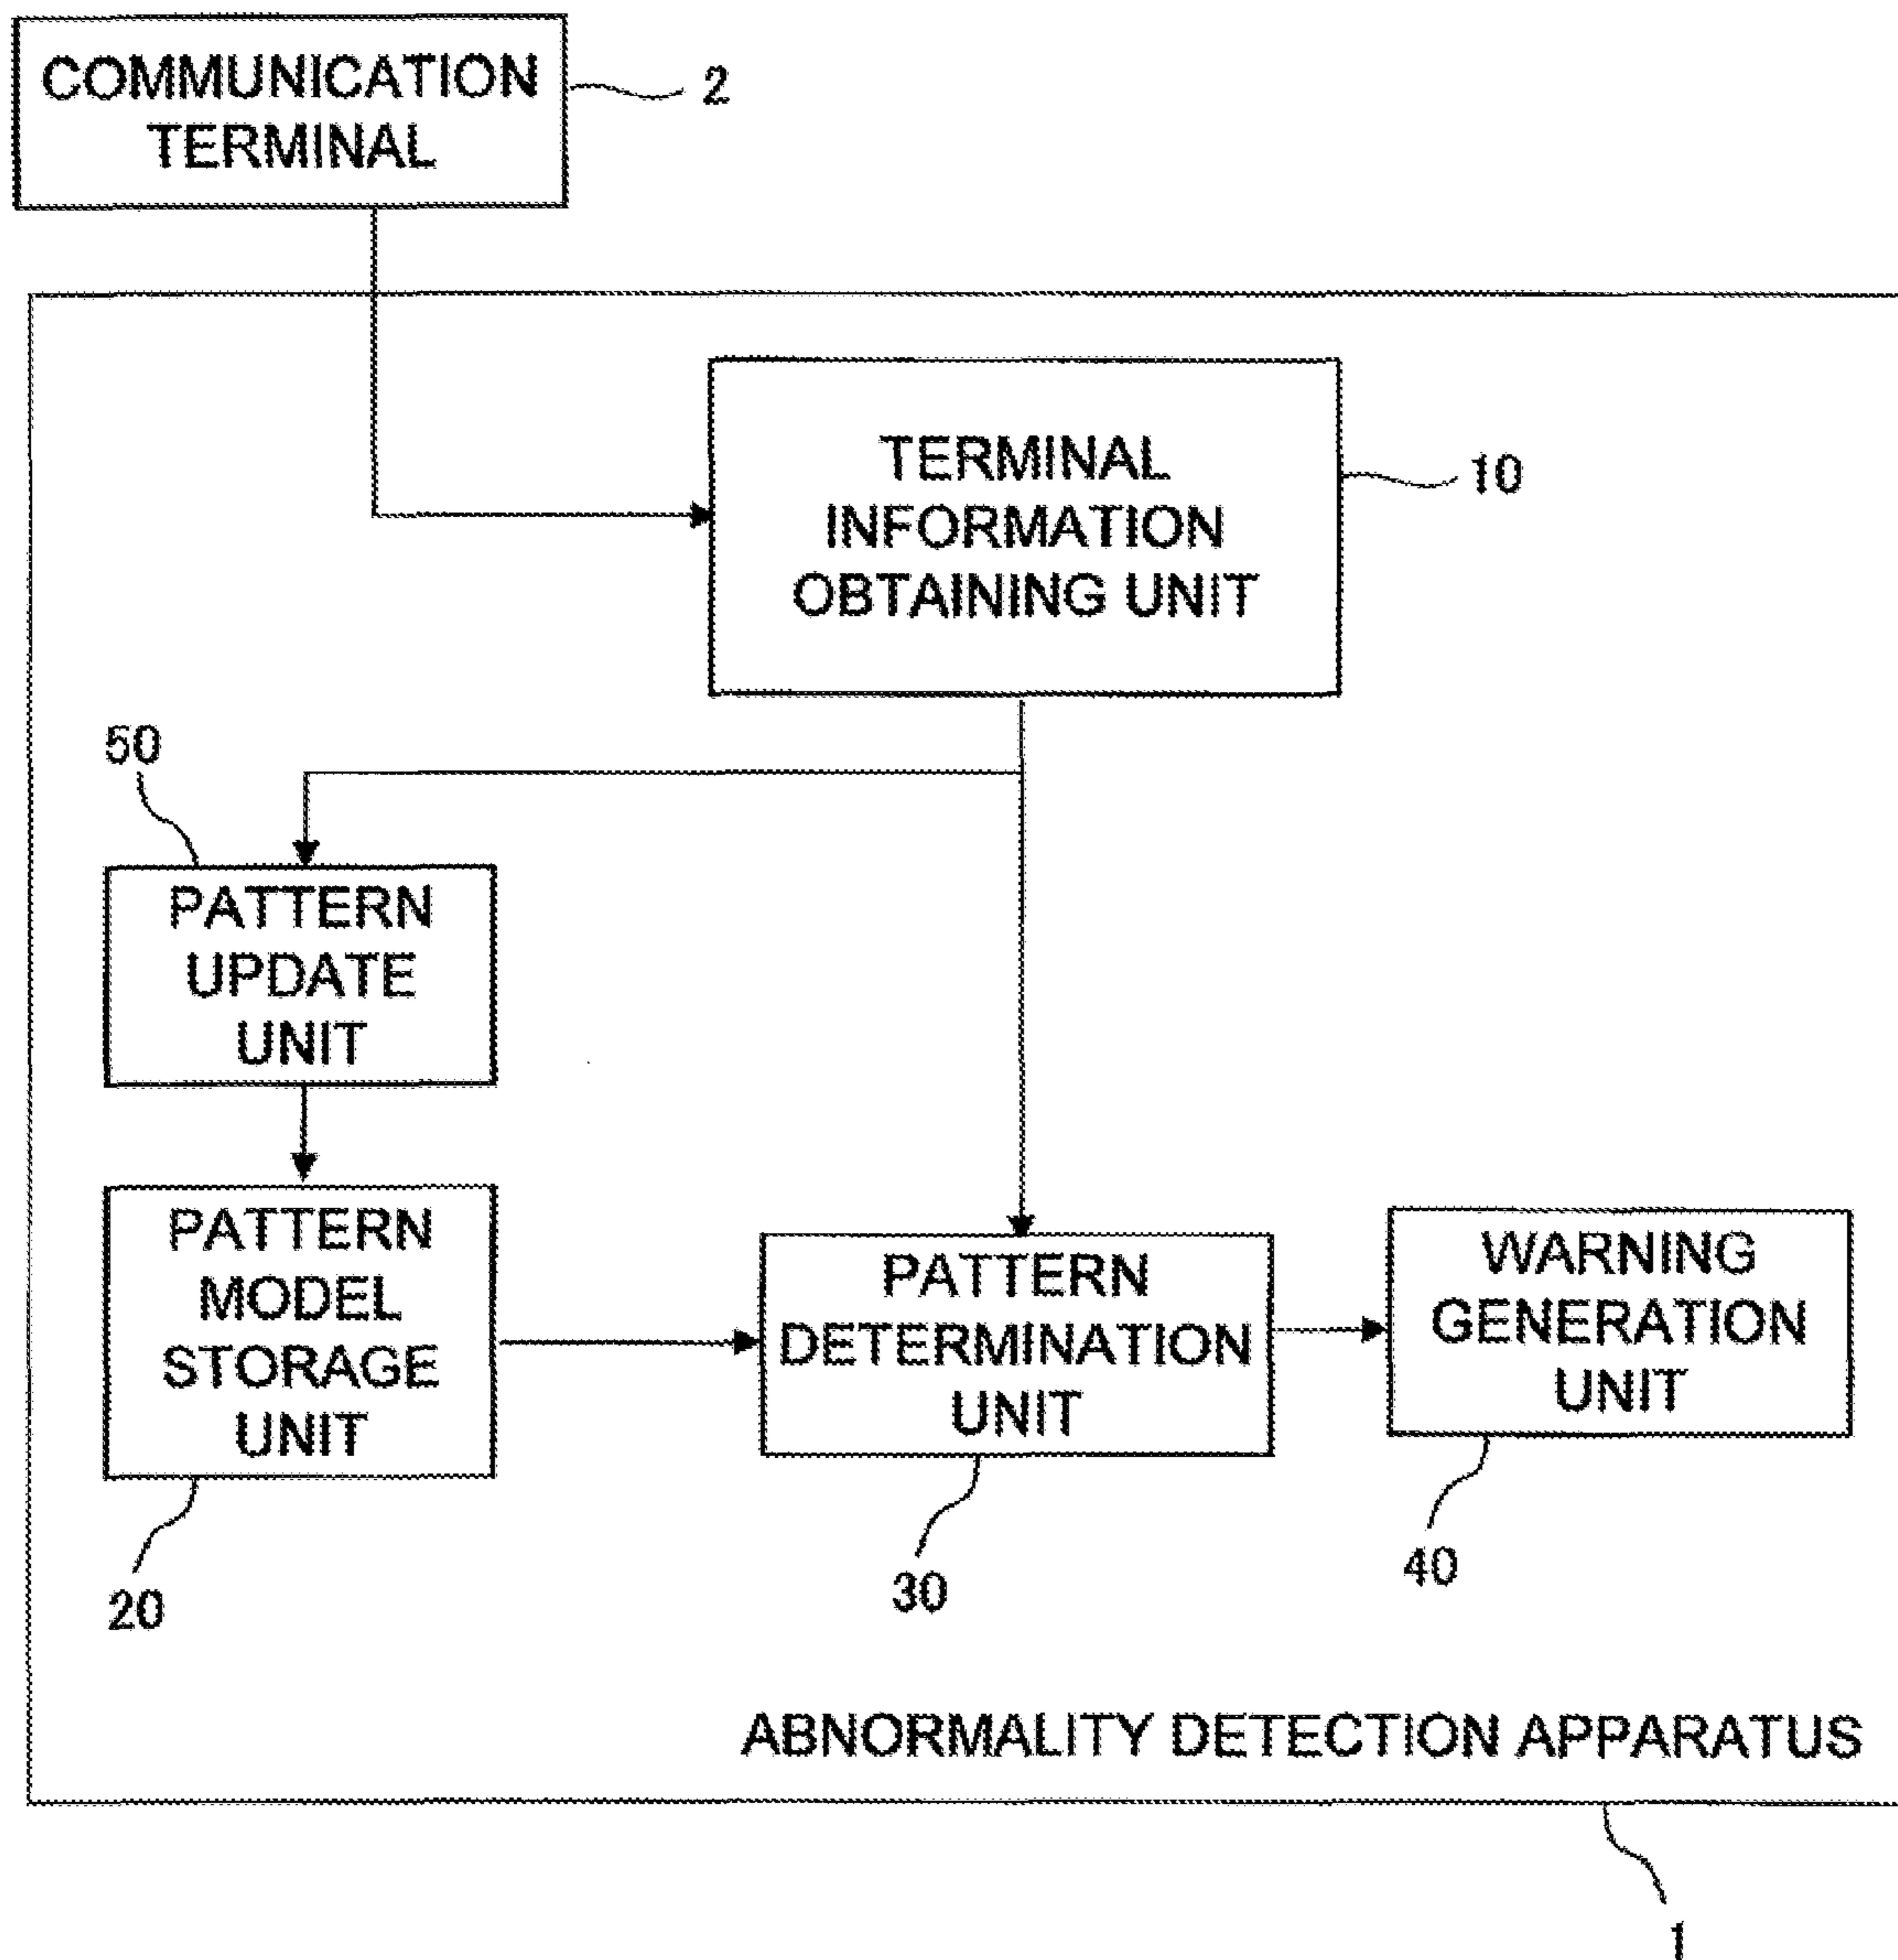 COMMUNICATION
TERMINAL
2
TERMINAL
INFORMATION
OBTAINING UNIT
10
50
PATTERN
UPDATE
UNIT
PATTERN
MODEL
STORAGE
UNIT
20
PATTERN
DETERMINATION
UNIT
30
WARNING
GENERATION
UNIT
40
ABNORMALITY DETECTION APPARATUS
1